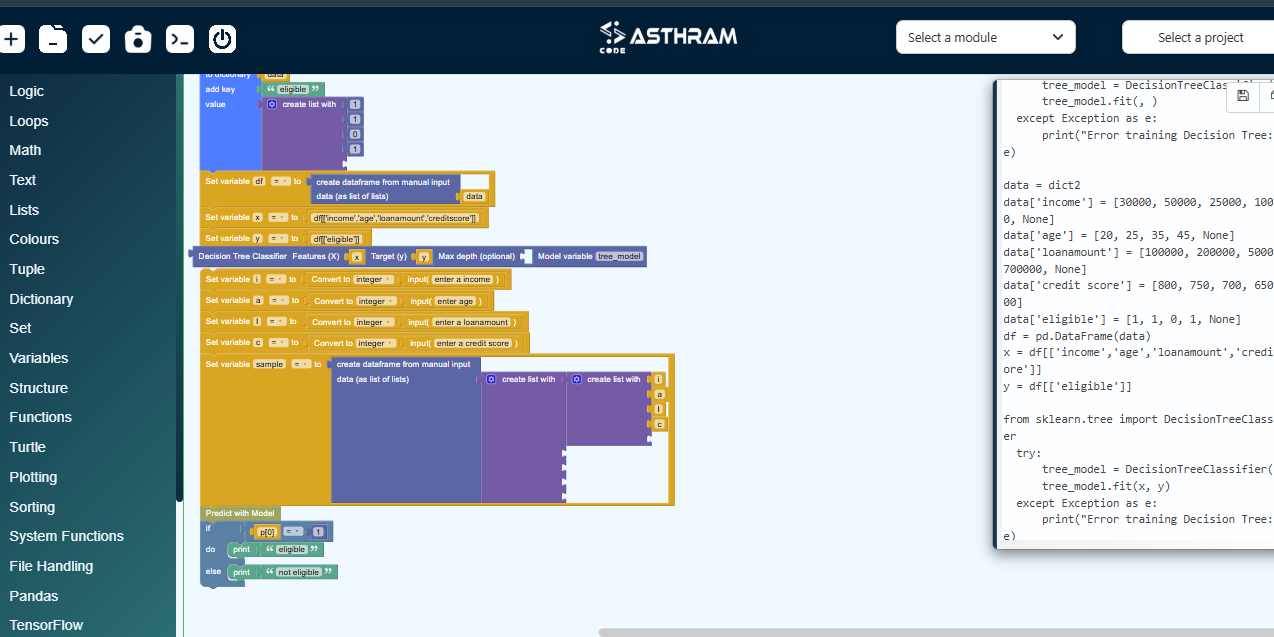 CODE ASTHRAM
Select a module
Select a project
Logic
Loops
Math
Text
Lists
Colours
Tuple
Dictionary
Set
Variables
Structure
Functions
Turtle
Plotting
Sorting
System Functions
File Handling
Pandas
TensorFlow
to dictionary data
add key “ eligible ”
value create list with 1
1
0
1
Set variable df = to create dataframe from manual input
data (as list of lists) data
Set variable x = to df[['income','age','loanamount','creditscore']]
Set variable y = to df[['eligible']]
Decision Tree Classifier Features (X) x Target (y) y Max depth (optional) Model variable tree_model
Set variable i = to Convert to integer input( enter a income )
Set variable a = to Convert to integer input( enter age )
Set variable l = to Convert to integer input( enter a loanamount )
Set variable c = to Convert to integer input( enter a credit score )
Set variable sample = to create dataframe from manual input
data (as list of lists) create list with create list with i
a
l
c
Predict with Model
if p[0] = 1
do print “ eligible ”
else print “ not eligible ”
tree_model = DecisionTreeClas
tree_model.fit(, )
except Exception as e:
print("Error training Decision Tree:
e)
data = dict2
data['income'] = [30000, 50000, 25000, 100
0, None]
data['age'] = [20, 25, 35, 45, None]
data['loanamount'] = [100000, 200000, 5000
700000, None]
data['credit score'] = [800, 750, 700, 650
00]
data['eligible'] = [1, 1, 0, 1, None]
df = pd.DataFrame(data)
x = df[['income','age','loanamount','credi
ore']]
y = df[['eligible']]
from sklearn.tree import DecisionTreeClass
er
try:
tree_model = DecisionTreeClassifier(
tree_model.fit(x, y)
except Exception as e:
print("Error training Decision Tree:
e)